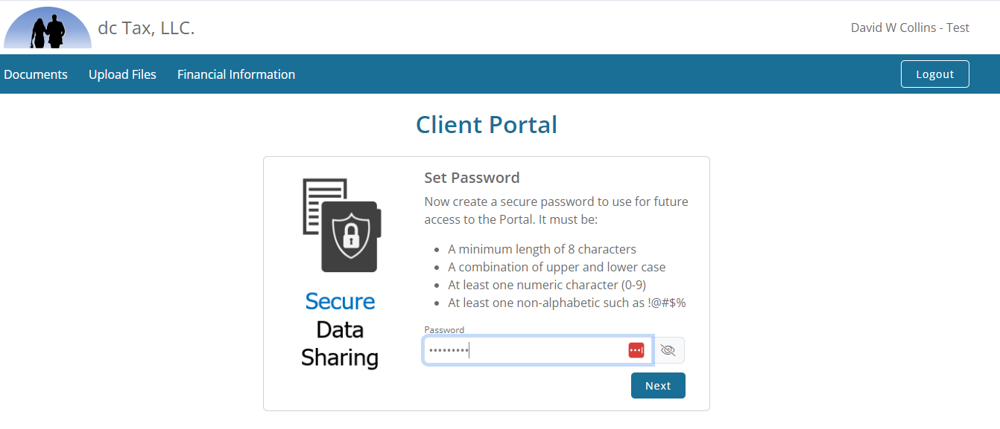 dc Tax, LLC.
David W Collins - Test
Documents Upload Files Financial Information Logout
Client Portal
Set Password
Now create a secure password to use for future
access to the Portal. It must be:
• A minimum length of 8 characters
• A combination of upper and lower case
• At least one numeric character (0-9)
• At least one non-alphabetic such as !@#$%
Secure
Data
Sharing
Password
•••••••••
Next